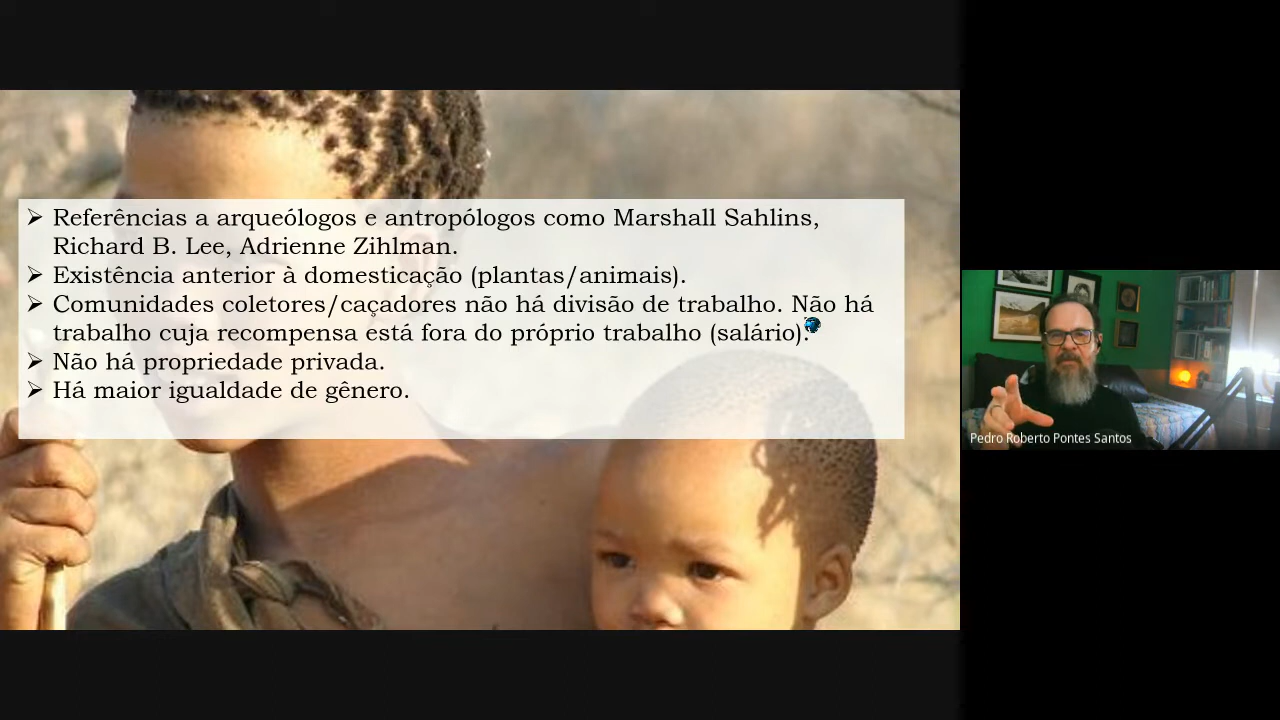 ➢ Referências a arqueólogos e antropólogos como Marshall Sahlins,
Richard B. Lee, Adrienne Zihlman.
➢ Existência anterior à domesticação (plantas/animais).
➢ Comunidades coletores/caçadores não há divisão de trabalho. Não há
trabalho cuja recompensa está fora do próprio trabalho (salário).
➢ Não há propriedade privada.
➢ Há maior igualdade de gênero.
Pedro Roberto Pontes Santos